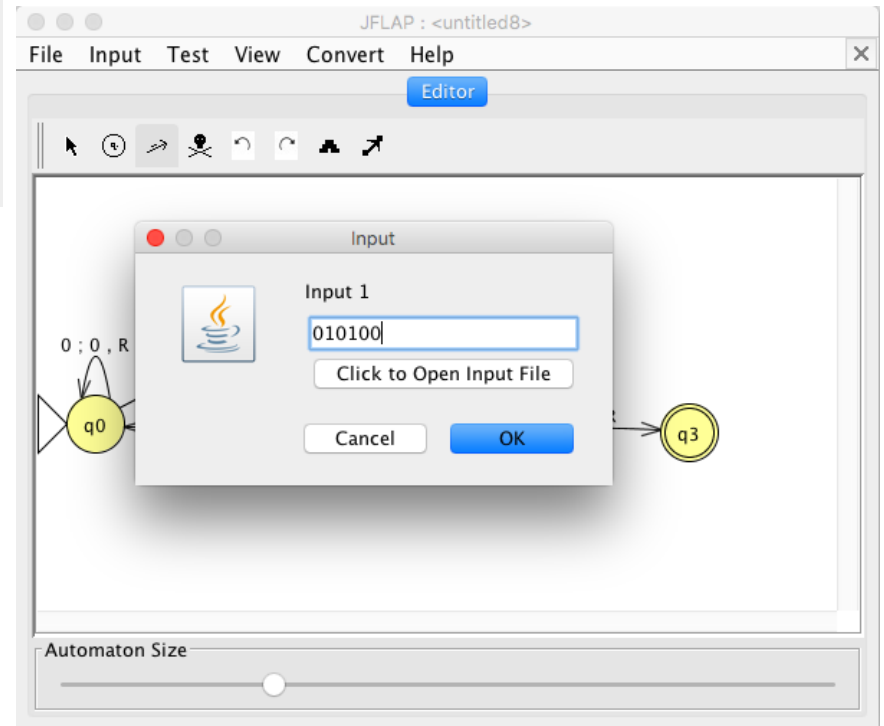 JFLAP : <untitled8>
File Input Test View Convert Help
Editor
Input
Input 1
010100
Click to Open Input File
Cancel OK
0 ; 0 , R
q0
q3
Automaton Size